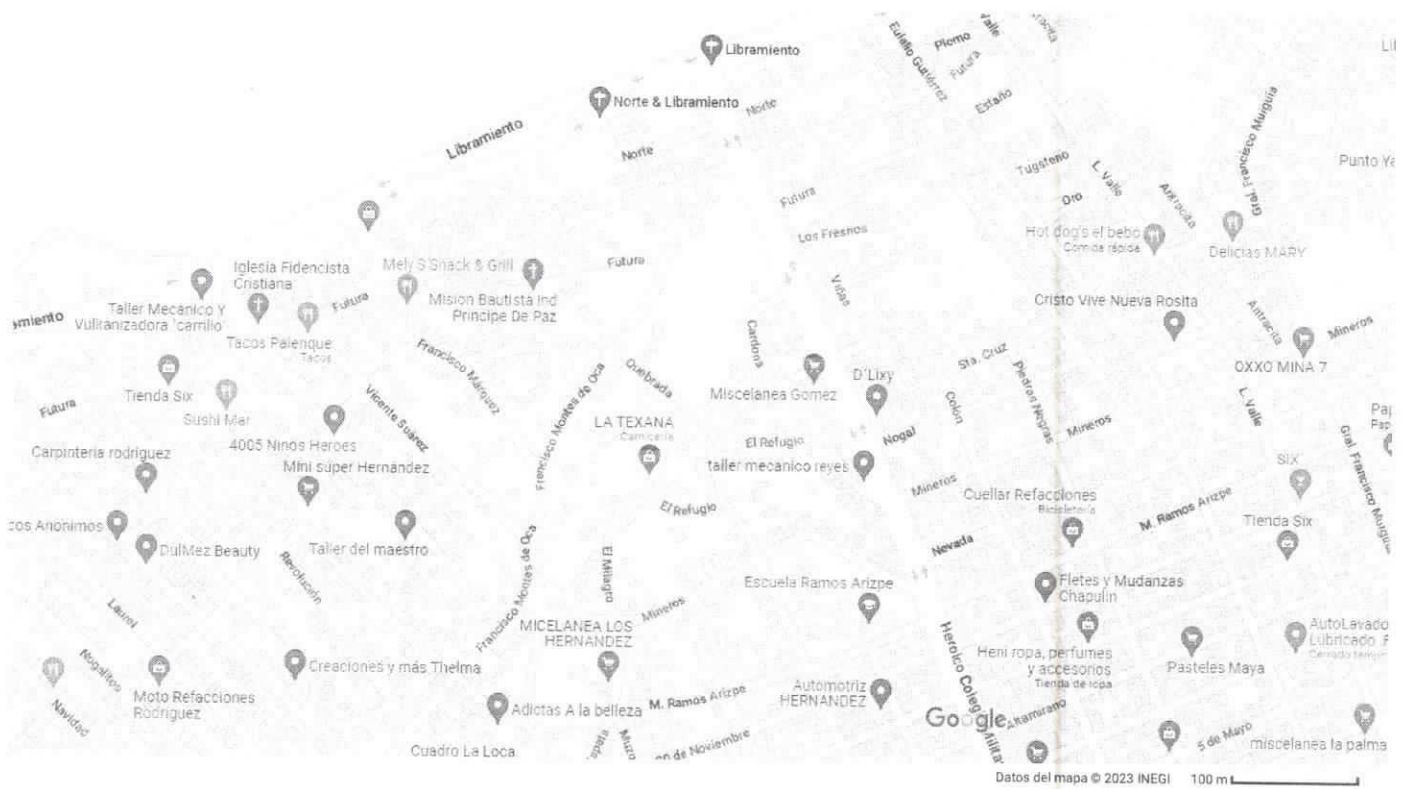 Libramiento
Norte & Libramiento
Norte
Libramiento
Norte
Eulalio Gutiérrez
Plomo
Valle
Futura
Estaño
Tugsteno
L. Valle
Oro
Antracita
Gral. Francisco Murguía
Punto Ya
Futura
Los Fresnos
Hot dog's el bebo
Comida rápida
Delicias MARY
Iglesia Fidencista
Cristiana
Mely S Snack & Grill
Mision Bautista Ind
Principe De Paz
Futura
Viñas
Cristo Vive Nueva Rosita
Taller Mecanico Y
Vulkanizadora "carrillo"
Futura
Tacos Palenque
Tacos
Antracita
Mineros
OXXO MINA 7
Tienda Six
Sushi Mar
Futura
Vicente Suárez
Francisco Márquez
Francisco Montes de Oca
Quebrada
Cardona
Miscelanea Gomez
D'Lixy
Sta. Cruz
Colón
Piedras Negras
L. Valle
4005 Niños Heroes
LA TEXANA
Carnicería
El Refugio
Nogal
Mineros
Carpinteria rodriguez
Mini súper Hernández
taller mecanico reyes
Mineros
SIX
Cuellar Refacciones
Bicicletería
M. Ramos Arizpe
Tienda Six
Gral. Francisco Murguía
cos Anonimos
DulMez Beauty
Taller del maestro
El Refugio
Nevada
Revolución
Francisco Montes de Oca
El Milagro
Mineros
Escuela Ramos Arizpe
Fletes y Mudanzas
Chapulin
Laurel
MICELANEA LOS
HERNANDEZ
Heroico Colegio Milita
Heni ropa, perfumes
y accesorios
Tienda de ropa
Pasteles Maya
AutoLavado
Lubricado
Nogalitos
Moto Refacciones
Rodriguez
Creaciones y más Thelma
Navidad
Adictas A la belleza
M. Ramos Arizpe
Automotriz
HERNANDEZ
Google
Altamirano
Cuadro La Loca
apata
Muzq
on de Noviembre
5 de Mayo
miscelanea la palma
Datos del mapa © 2023 INEGI
100 m